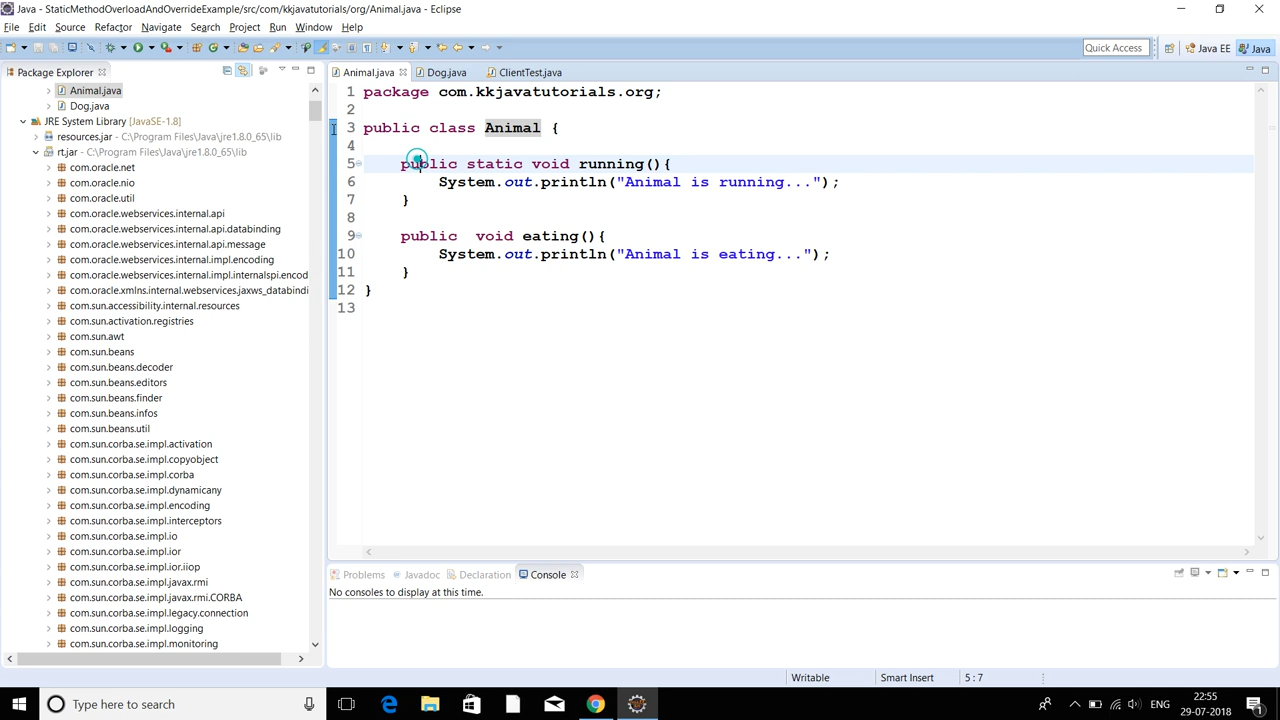 Java - StaticMethodOverloadAndOverrideExample/src/com/kkjavatutorials/org/Animal.java - Eclipse
File Edit Source Refactor Navigate Search Project Run Window Help
Quick Access Java EE Java
Package Explorer
Animal.java
Dog.java
JRE System Library [JavaSE-1.8]
resources.jar - C:\Program Files\Java\jre1.8.0_65\lib
rt.jar - C:\Program Files\Java\jre1.8.0_65\lib
com.oracle.net
com.oracle.nio
com.oracle.util
com.oracle.webservices.internal.api
com.oracle.webservices.internal.api.databinding
com.oracle.webservices.internal.api.message
com.oracle.webservices.internal.impl.encoding
com.oracle.webservices.internal.impl.internalspi.encod
com.oracle.xmlns.internal.webservices.jaxws_databindi
com.sun.accessibility.internal.resources
com.sun.activation.registries
com.sun.awt
com.sun.beans
com.sun.beans.decoder
com.sun.beans.editors
com.sun.beans.finder
com.sun.beans.infos
com.sun.beans.util
com.sun.corba.se.impl.activation
com.sun.corba.se.impl.copyobject
com.sun.corba.se.impl.corba
com.sun.corba.se.impl.dynamicany
com.sun.corba.se.impl.encoding
com.sun.corba.se.impl.interceptors
com.sun.corba.se.impl.io
com.sun.corba.se.impl.ior
com.sun.corba.se.impl.ior.iiop
com.sun.corba.se.impl.javax.rmi
com.sun.corba.se.impl.javax.rmi.CORBA
com.sun.corba.se.impl.legacy.connection
com.sun.corba.se.impl.logging
com.sun.corba.se.impl.monitoring
Animal.java Dog.java ClientTest.java
1 package com.kkjavatutorials.org;
2
3 public class Animal {
4
5 public static void running(){
6 System.out.println("Animal is running...");
7 }
8
9 public  void eating(){
10 System.out.println("Animal is eating...");
11 }
12 }
13
Problems Javadoc Declaration Console
No consoles to display at this time.
Writable Smart Insert 5 : 7
Type here to search
ENG
22:55
29-07-2018
1